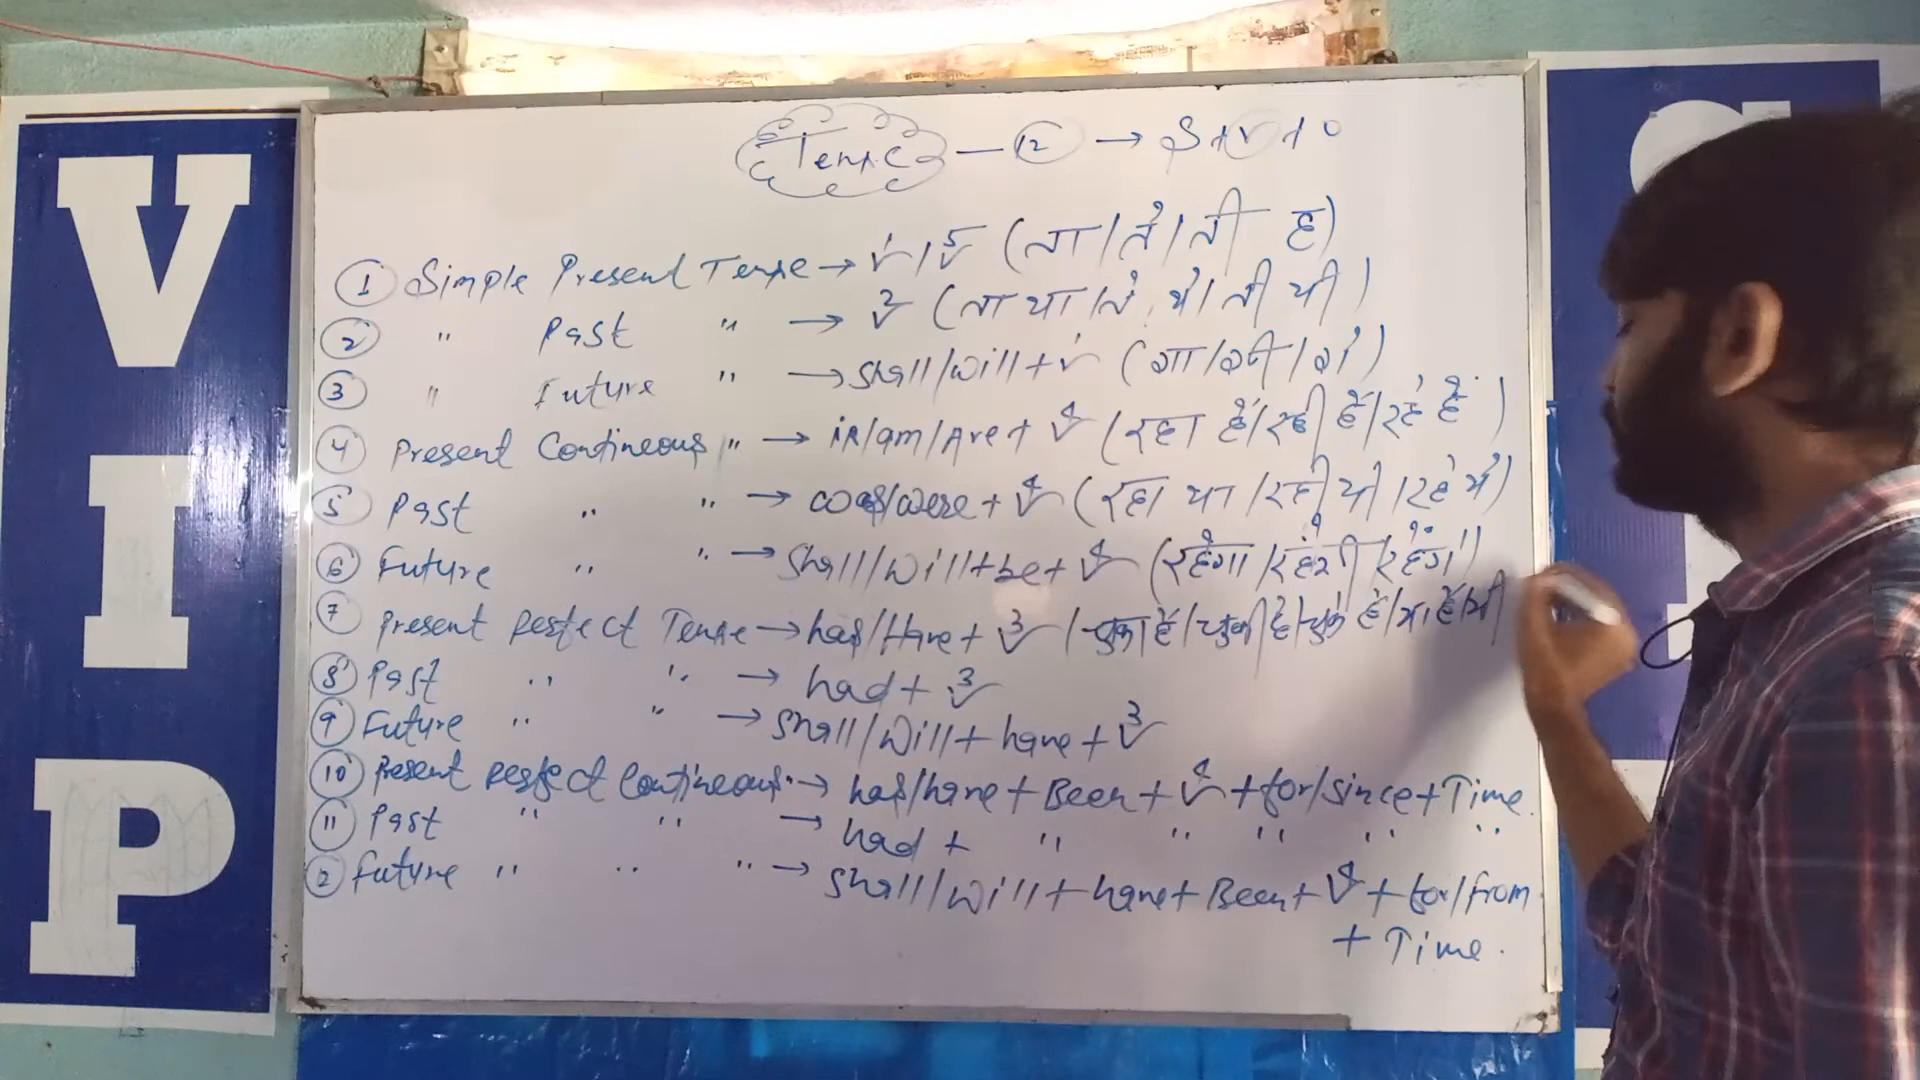 Tense — 12 → S + V + O
① Simple Present Tense → V¹ / V⁵ (ता / ते / ती है)
② " Past " → V² (ता था / ते थे / ती थी)
③ " Future " → Shall/Will + V¹ (गा / गी / गे)
④ Present Contineous " → is/am/Are + V⁴ (रहा हैं / रही हैं / रहे हैं)
⑤ Past " " → was/were + V⁴ (रहा था / रही थी / रहे थे)
⑥ Future " " → Shall/Will + be + V⁴ (रहेंगा / रहेंगी / रहेंगे)
⑦ Present Perfect Tense → has/Have + V³ (चुका हैं / चुकी हैं / चुके हैं / या हैं / यी
⑧ Past " " → had + V³
⑨ Future " " → Shall/Will + have + V³
⑩ Present Perfect Contineous " → has/have + Been + V⁴ + for/since + Time.
⑪ Past " " → had + " " " " "
⑫ Future " " " → Shall/Will + have + Been + V⁴ + for/from
+ Time.
VIP
S